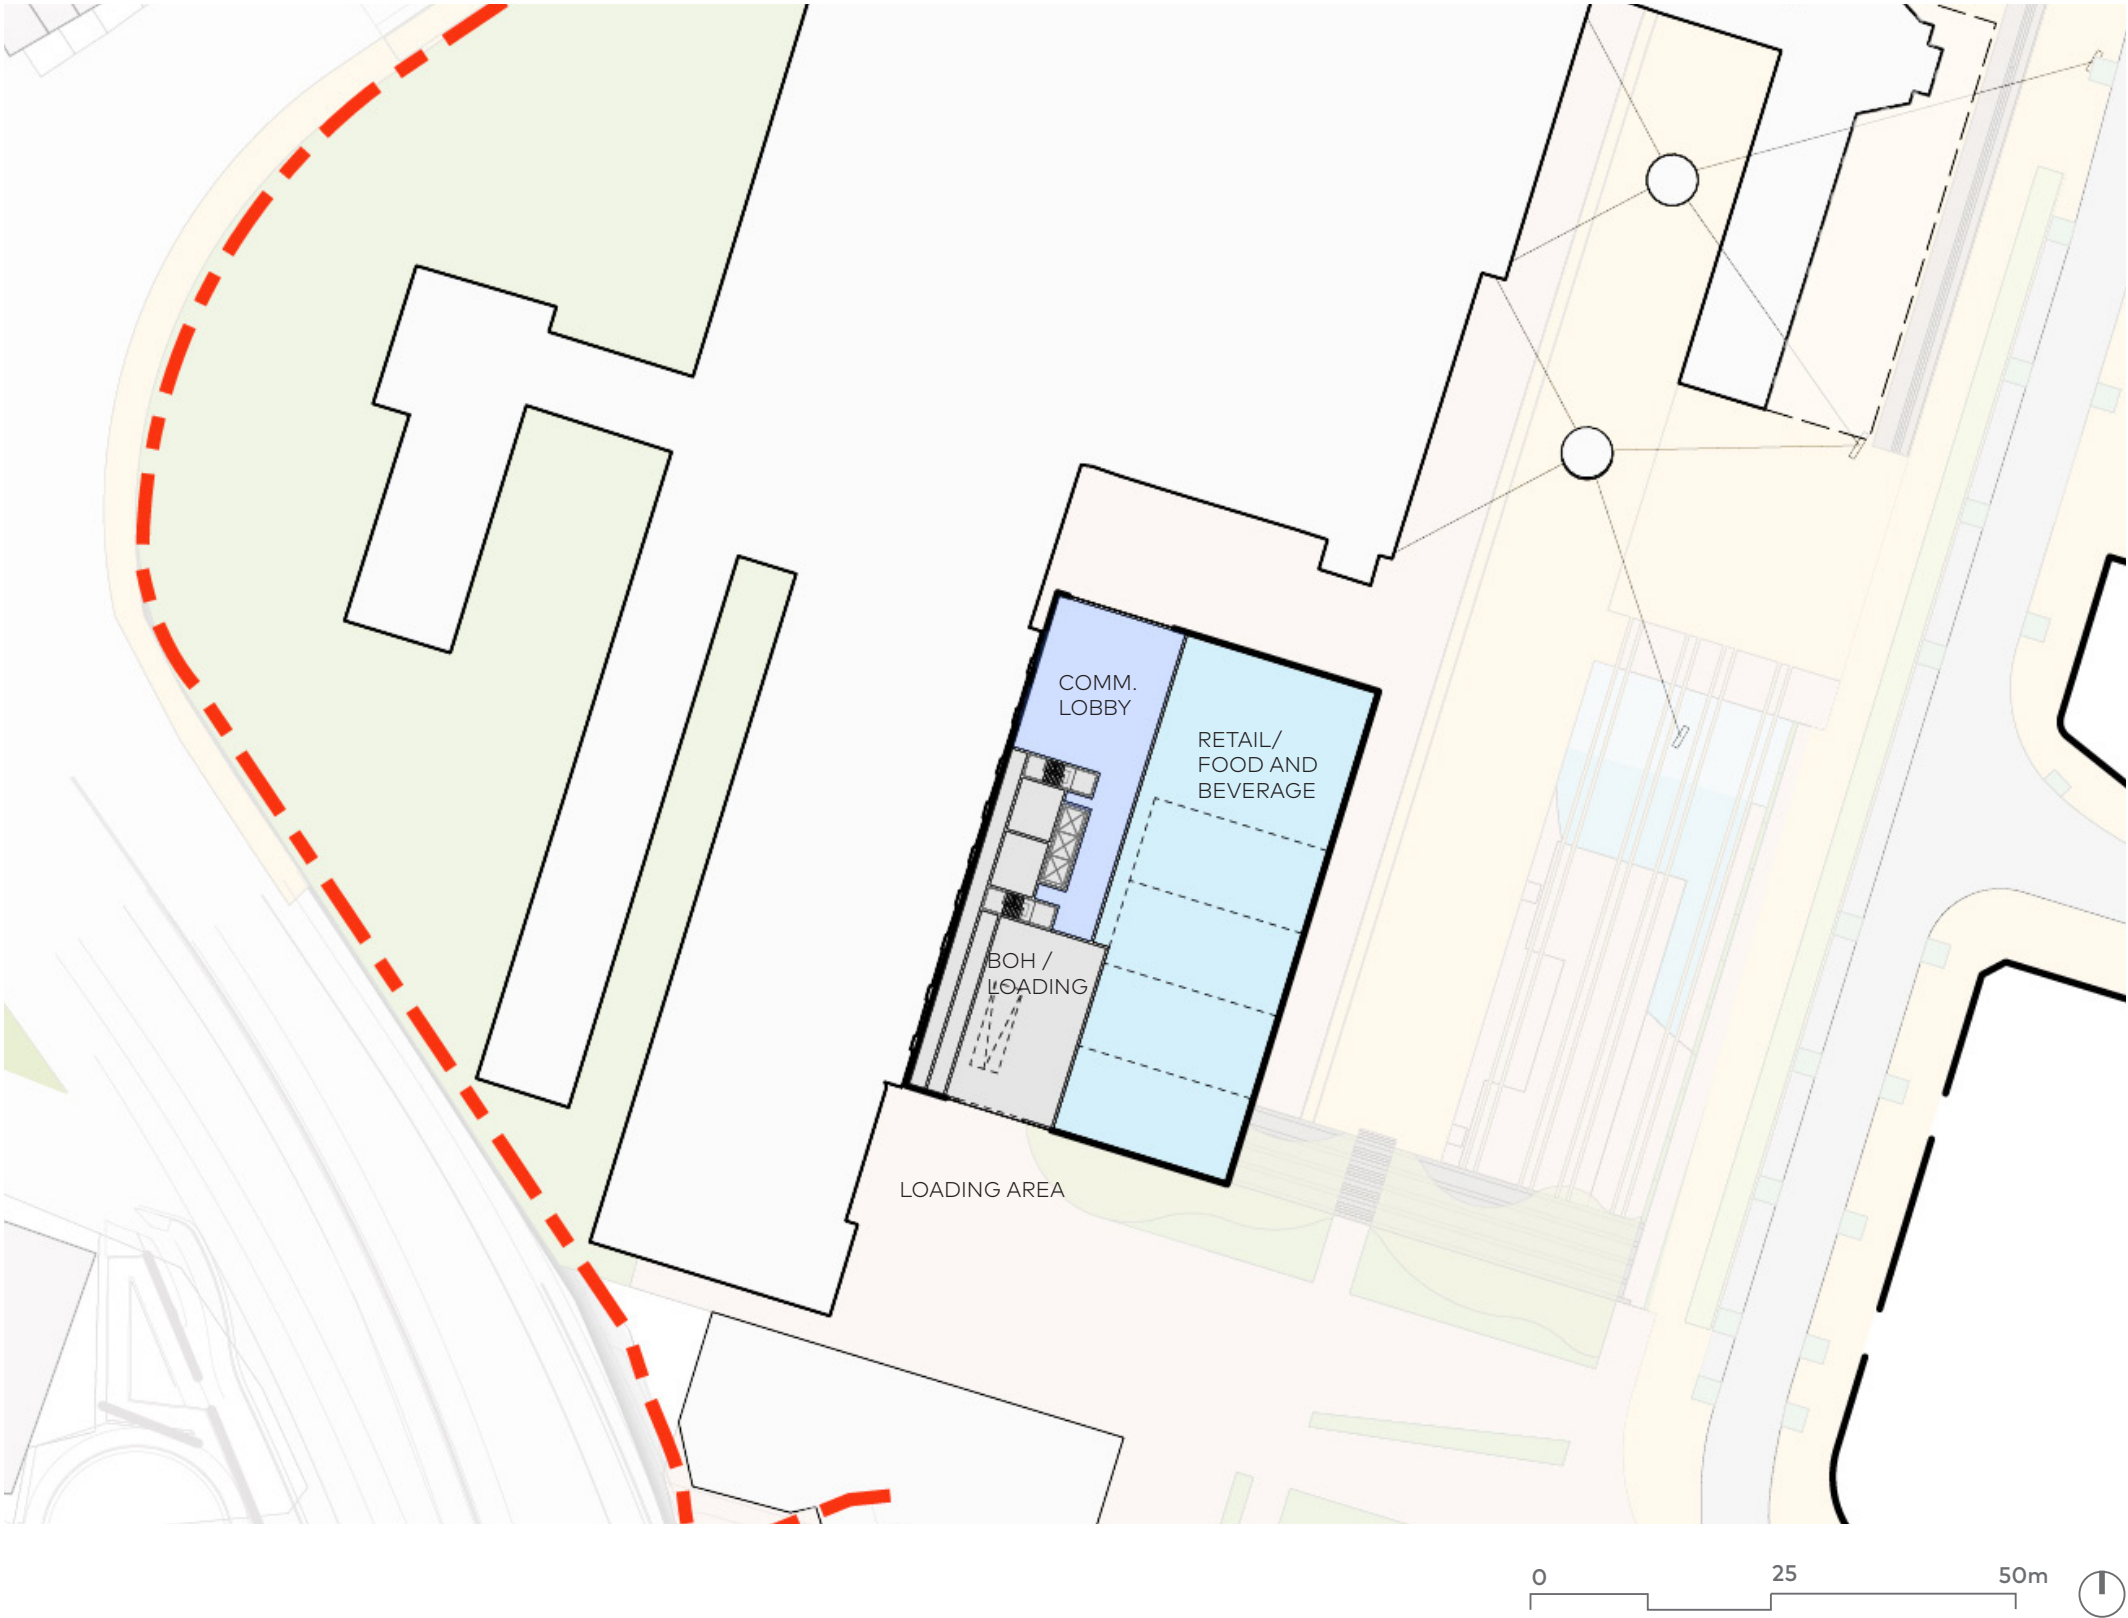 COMM.
LOBBY
RETAIL/
FOOD AND
BEVERAGE
BOH /
LOADING
LOADING AREA
0 25 50m